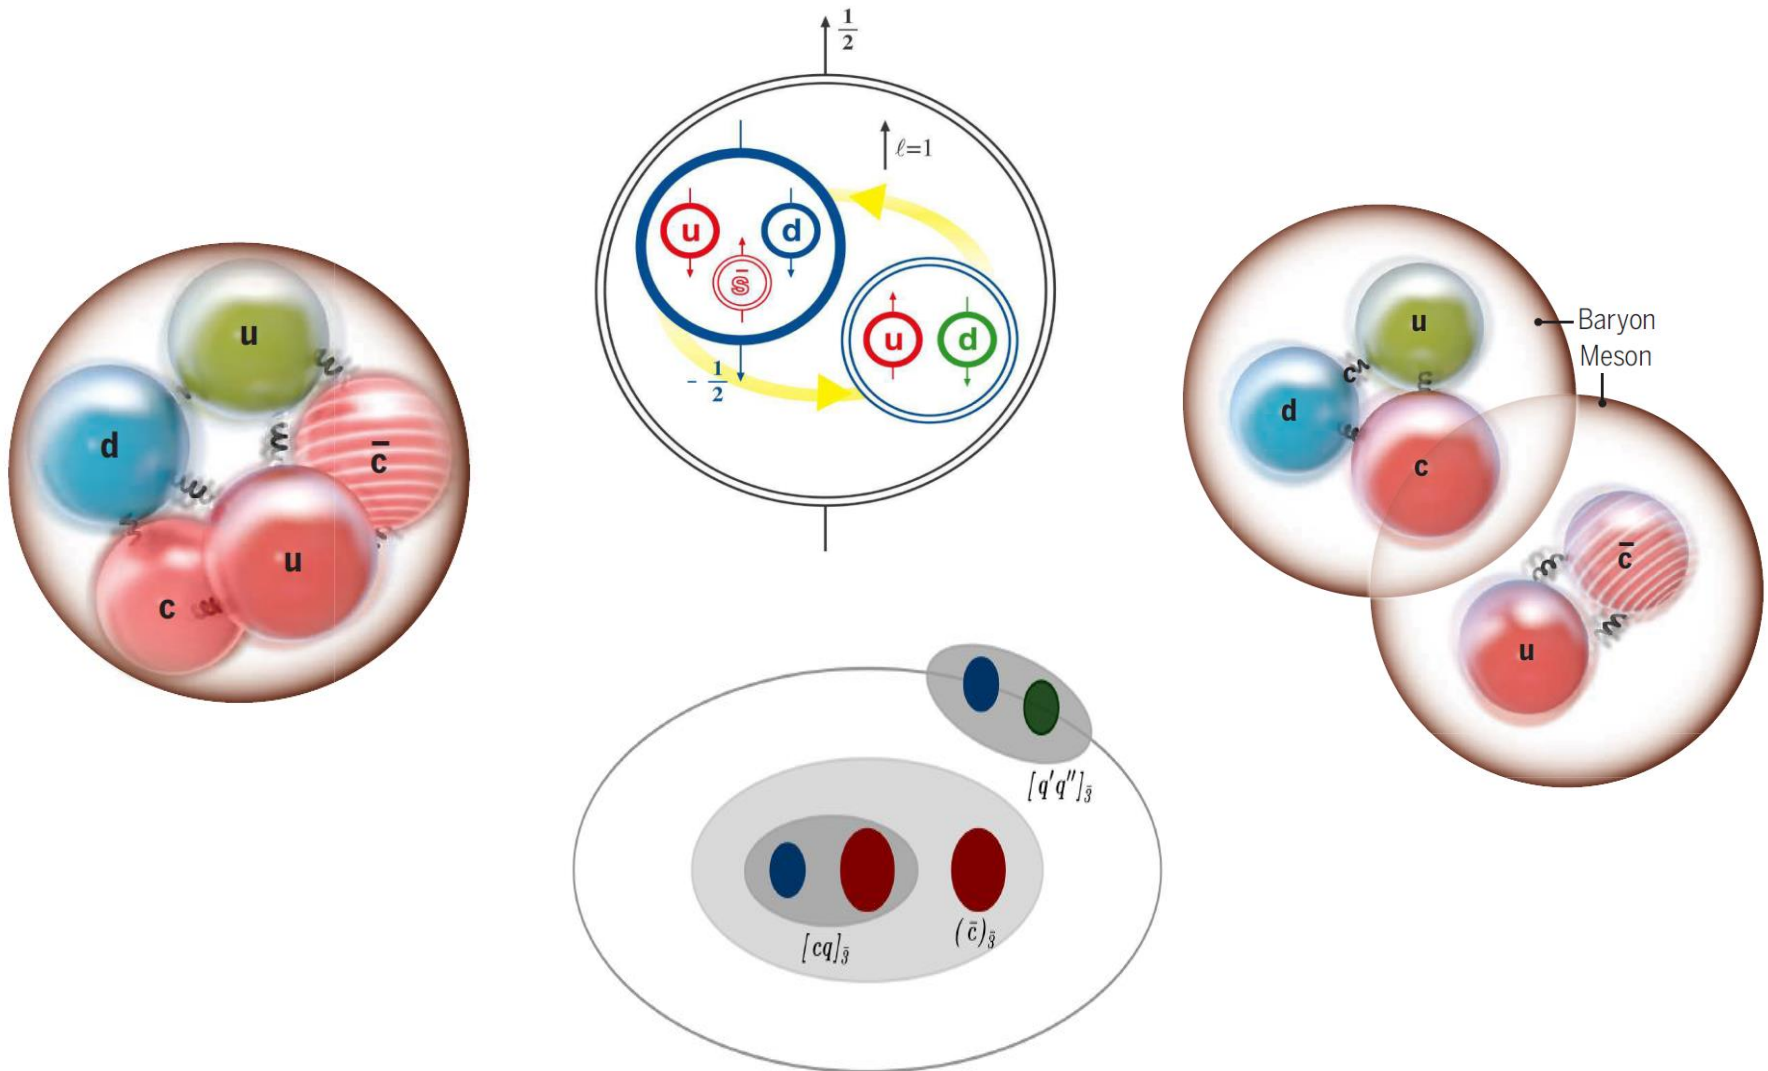 u
d
c̄
c
u
1/2
ℓ=1
u
d
s̄
u
d
- 1/2
u
d
c
c̄
u
Baryon
Meson
[q′q″]₃̄
[cq]₃̄
(c̄)₃̄